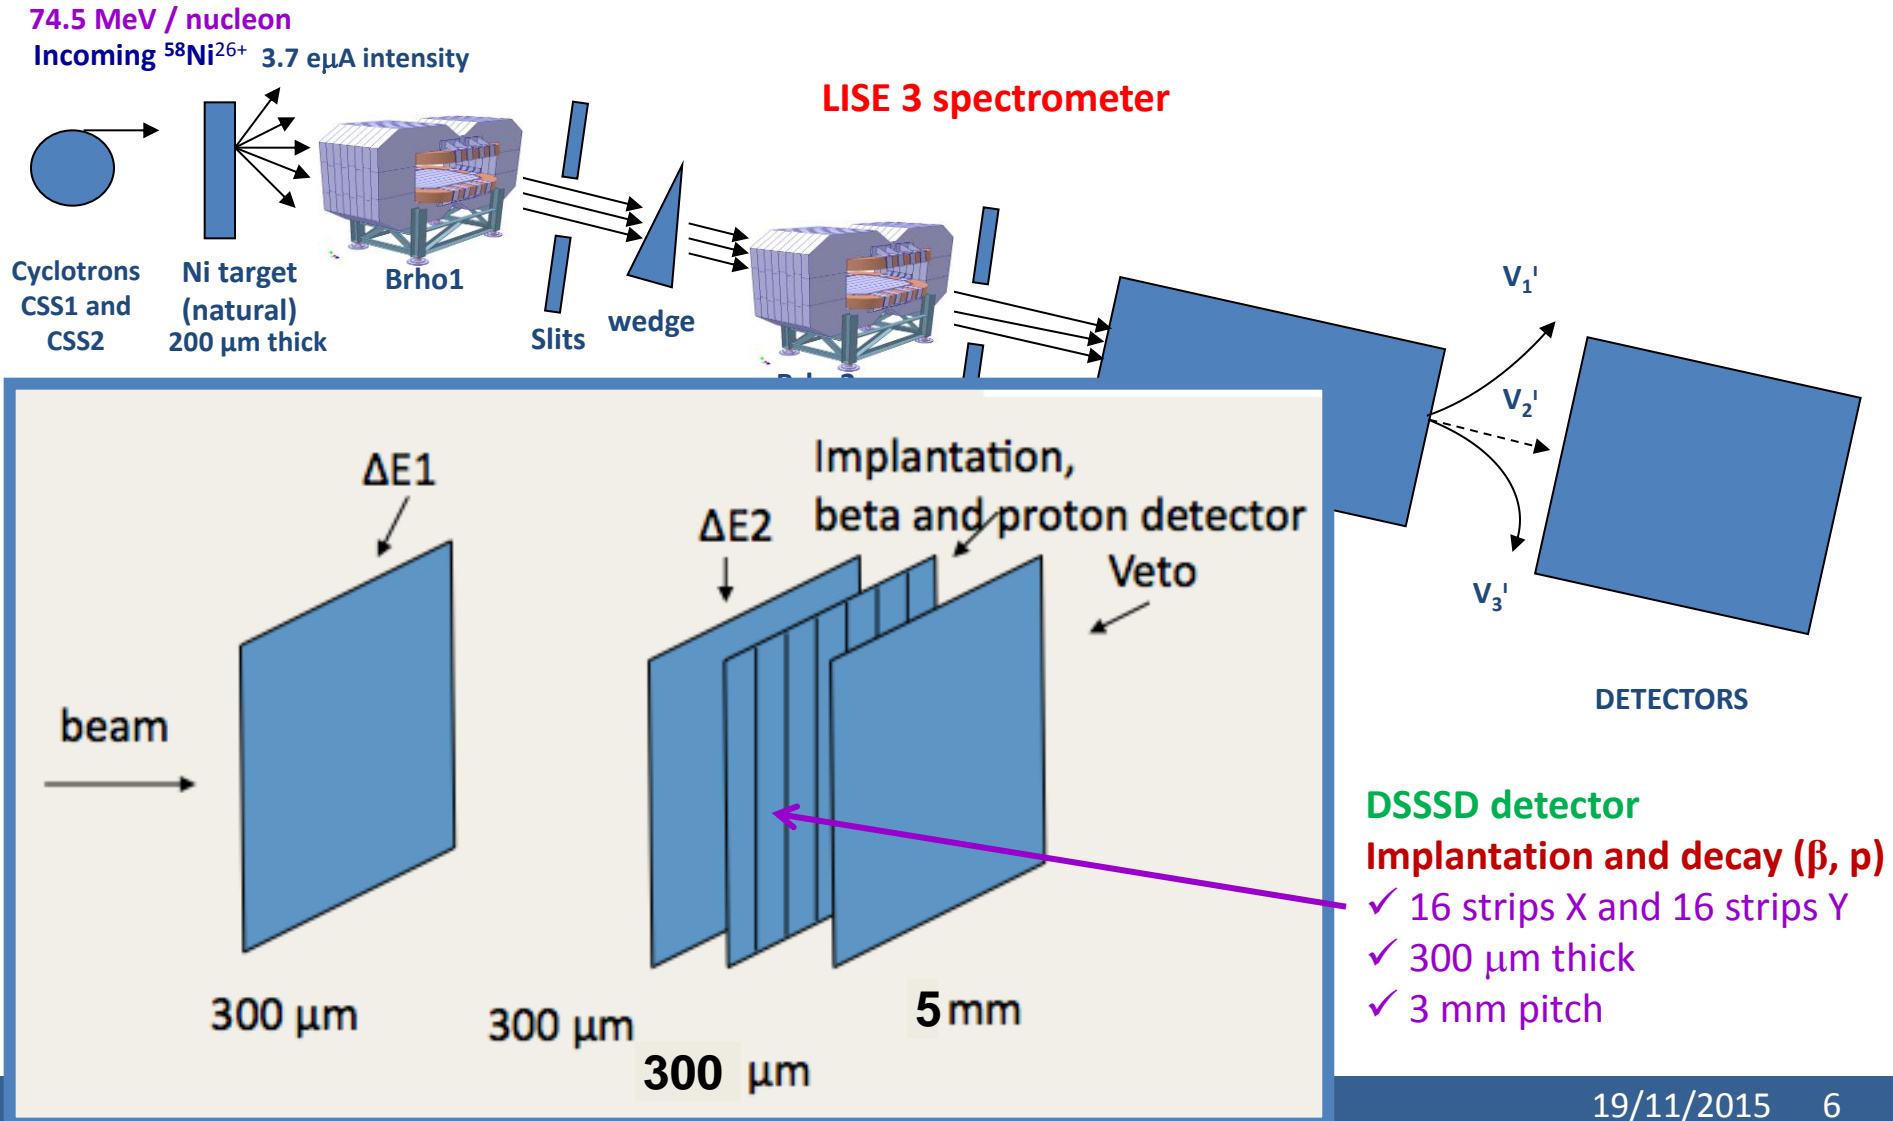 74.5 MeV / nucleon
Incoming ⁵⁸Ni²⁶⁺ 3.7 eµA intensity
LISE 3 spectrometer
Cyclotrons
CSS1 and
CSS2
Ni target
(natural)
200 µm thick
Brho1
Slits
wedge
V₁ᴵ
V₂ᴵ
V₃ᴵ
DETECTORS
ΔE1
ΔE2
Implantation,
beta and proton detector
Veto
beam
300 µm
300 µm
300 µm
5 mm
DSSSD detector
Implantation and decay (β, p)
✓ 16 strips X and 16 strips Y
✓ 300 µm thick
✓ 3 mm pitch
19/11/2015 6